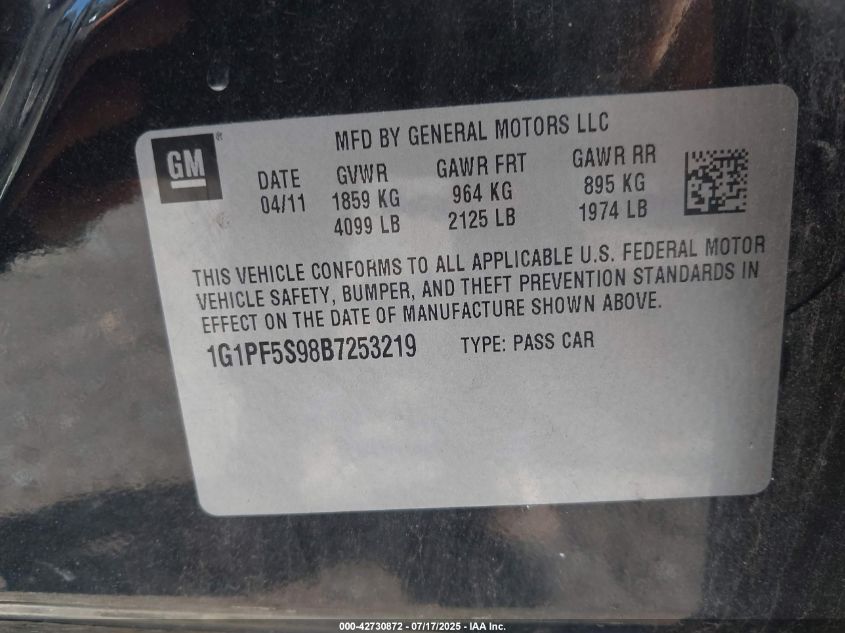 MFD BY GENERAL MOTORS LLC
GM®
DATE GVWR GAWR FRT GAWR RR
04/11 1859 KG 964 KG 895 KG
4099 LB 2125 LB 1974 LB
THIS VEHICLE CONFORMS TO ALL APPLICABLE U.S. FEDERAL MOTOR
VEHICLE SAFETY, BUMPER, AND THEFT PREVENTION STANDARDS IN
EFFECT ON THE DATE OF MANUFACTURE SHOWN ABOVE.
1G1PF5S98B7253219 TYPE: PASS CAR
000-42730872 - 07/17/2025 - IAA Inc.